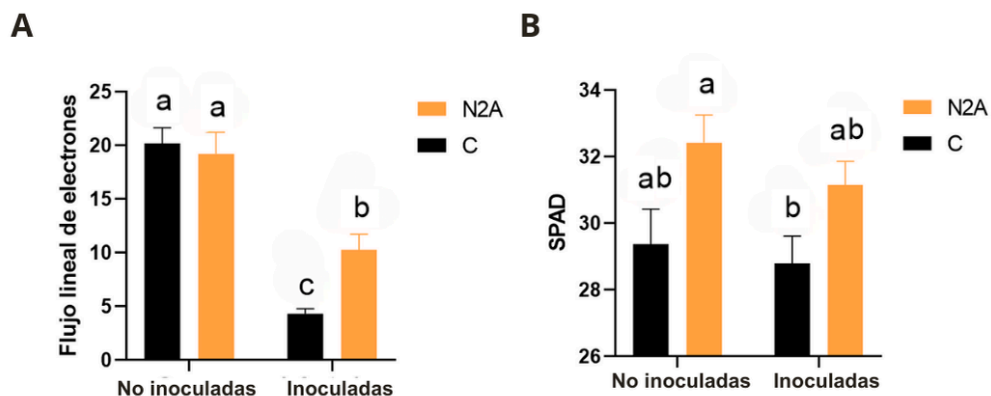 A
Flujo lineal de electrones
25
20
15
10
5
0
a
a
c
b
No inoculadas
Inoculadas
N2A
C
B
SPAD
34
32
30
28
26
ab
a
b
ab
No inoculadas
Inoculadas
N2A
C